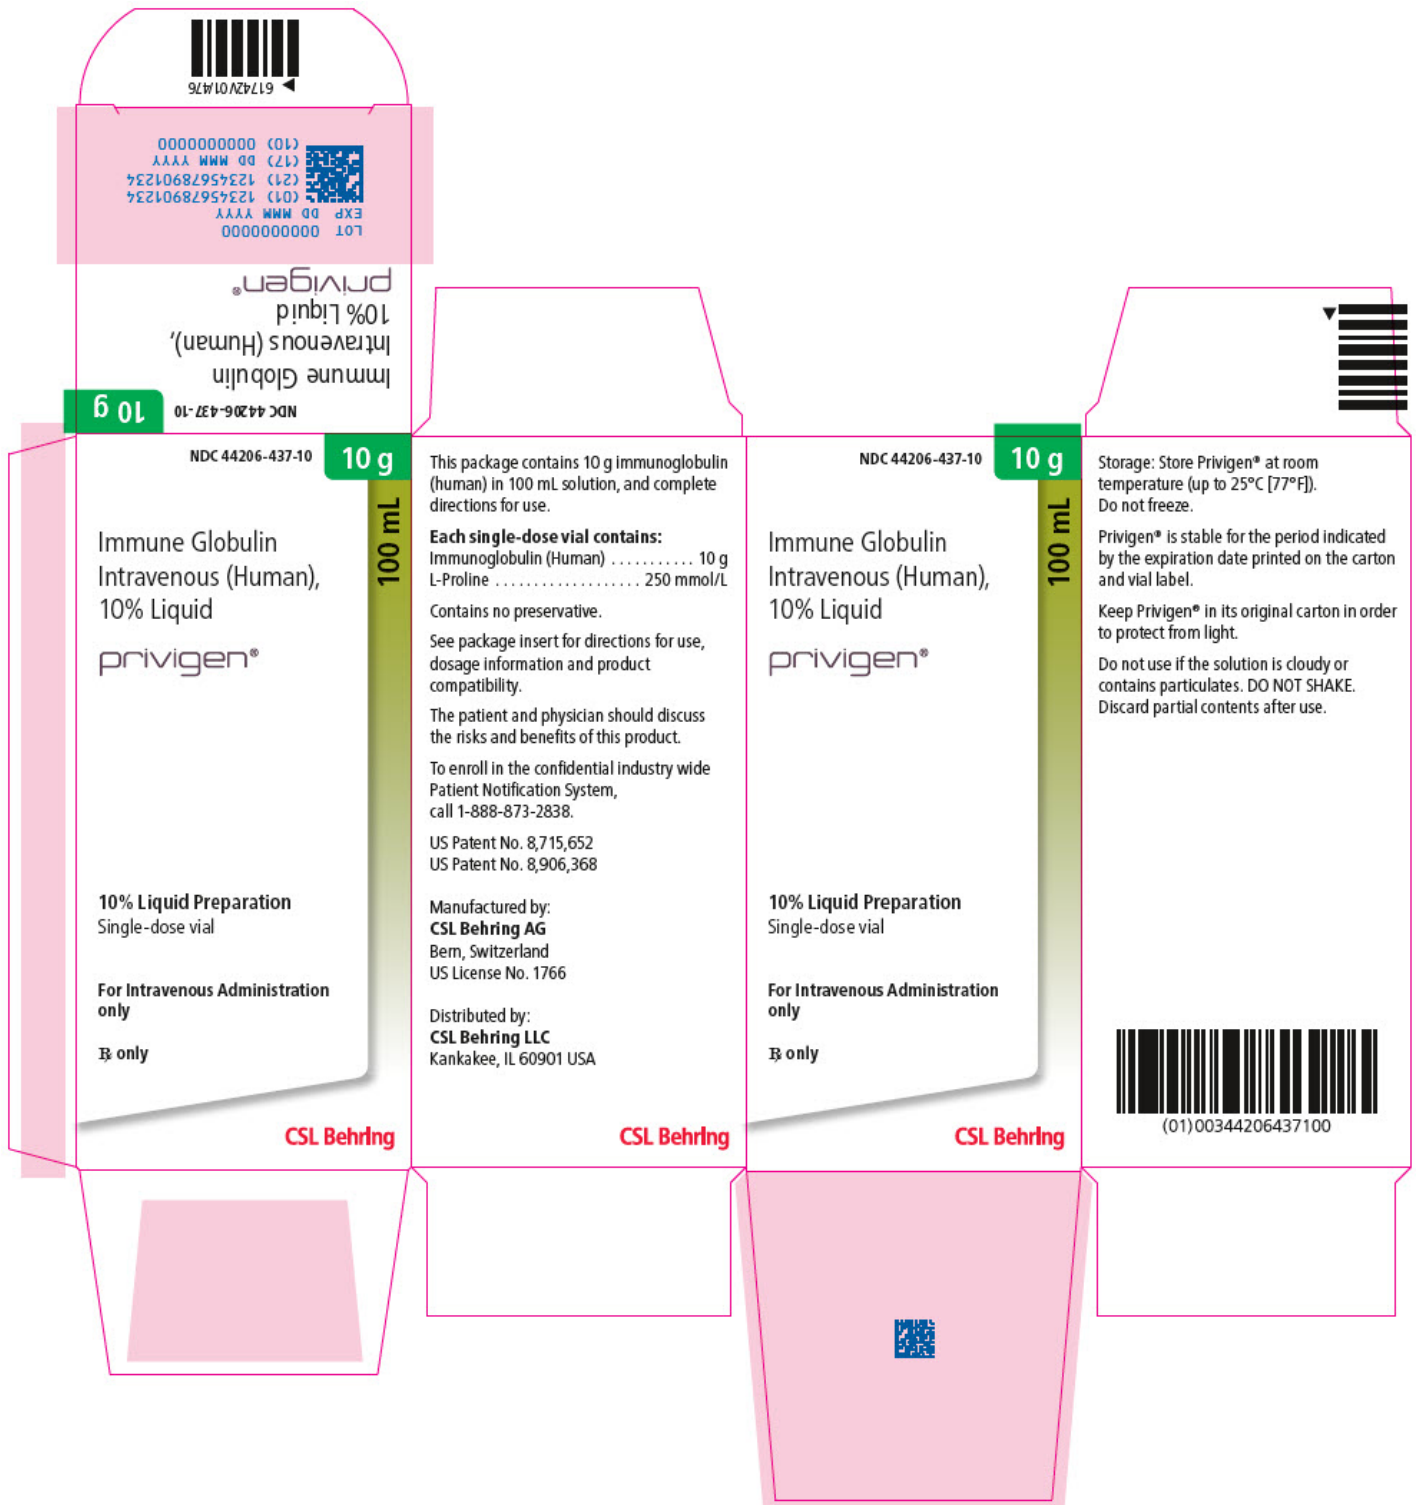 61742V01/476
LOT 0000000000
EXP DD MMM YYYY
(01) 12345678901234
(21) 12345678901234
(17) DD MMM YYYY
(10) 0000000000
privigen®
10% Liquid
Intravenous (Human),
Immune Globulin
NDC 44206-437-10
10 g
NDC 44206-437-10
10 g
100 mL
Immune Globulin
Intravenous (Human),
10% Liquid
privigen®
10% Liquid Preparation
Single-dose vial
For Intravenous Administration
only
℞ only
CSL Behring
This package contains 10 g immunoglobulin
(human) in 100 mL solution, and complete
directions for use.
Each single-dose vial contains:
Immunoglobulin (Human) ........... 10 g
L-Proline ................... 250 mmol/L
Contains no preservative.
See package insert for directions for use,
dosage information and product
compatibility.
The patient and physician should discuss
the risks and benefits of this product.
To enroll in the confidential industry wide
Patient Notification System,
call 1-888-873-2838.
US Patent No. 8,715,652
US Patent No. 8,906,368
Manufactured by:
CSL Behring AG
Bern, Switzerland
US License No. 1766
Distributed by:
CSL Behring LLC
Kankakee, IL 60901 USA
CSL Behring
NDC 44206-437-10
10 g
100 mL
Immune Globulin
Intravenous (Human),
10% Liquid
privigen®
10% Liquid Preparation
Single-dose vial
For Intravenous Administration
only
℞ only
CSL Behring
Storage: Store Privigen® at room
temperature (up to 25°C [77°F]).
Do not freeze.
Privigen® is stable for the period indicated
by the expiration date printed on the carton
and vial label.
Keep Privigen® in its original carton in order
to protect from light.
Do not use if the solution is cloudy or
contains particulates. DO NOT SHAKE.
Discard partial contents after use.
(01)00344206437100